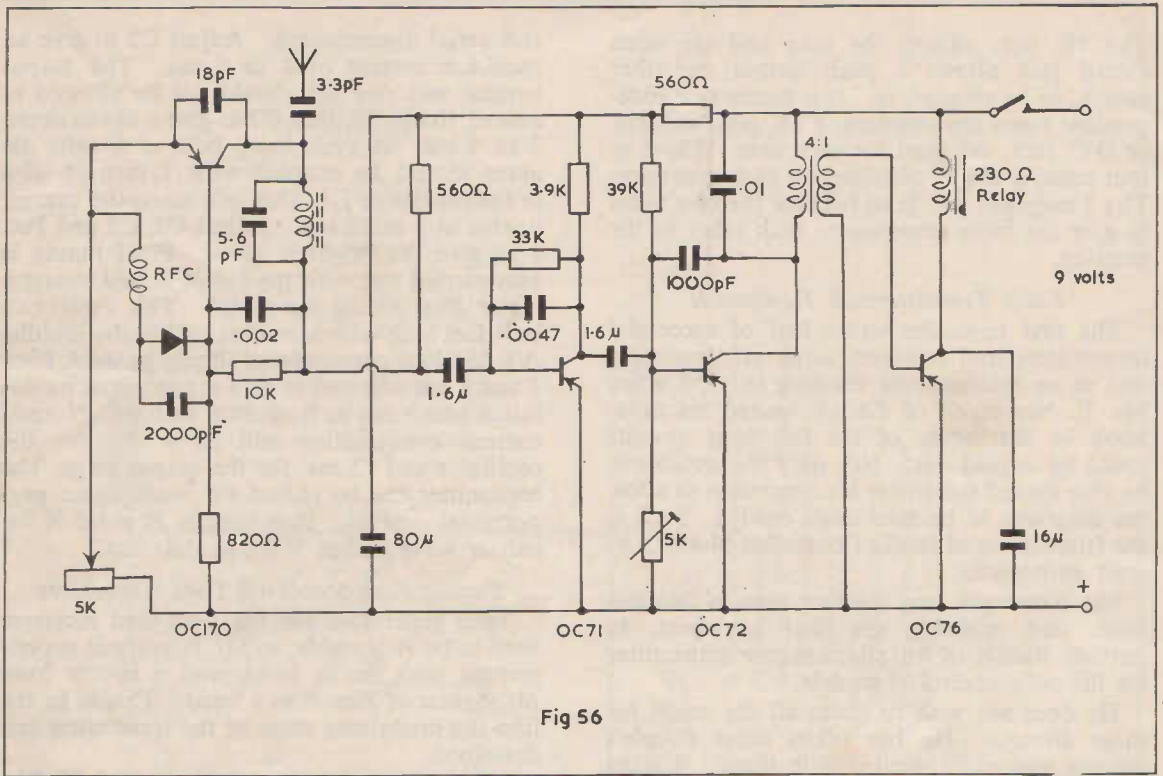 18pF
3.3pF
560Ω
4:1
230Ω
Relay
560Ω
3.9K
39K
.01
5.6
pF
33K
RFC
1000pF
9 volts
.002
.0047
1.6µ
10K
1.6µ
2000pF
820Ω
80µ
5K
16µ
5K
+
OC170
OC71
OC72
OC76
Fig 56